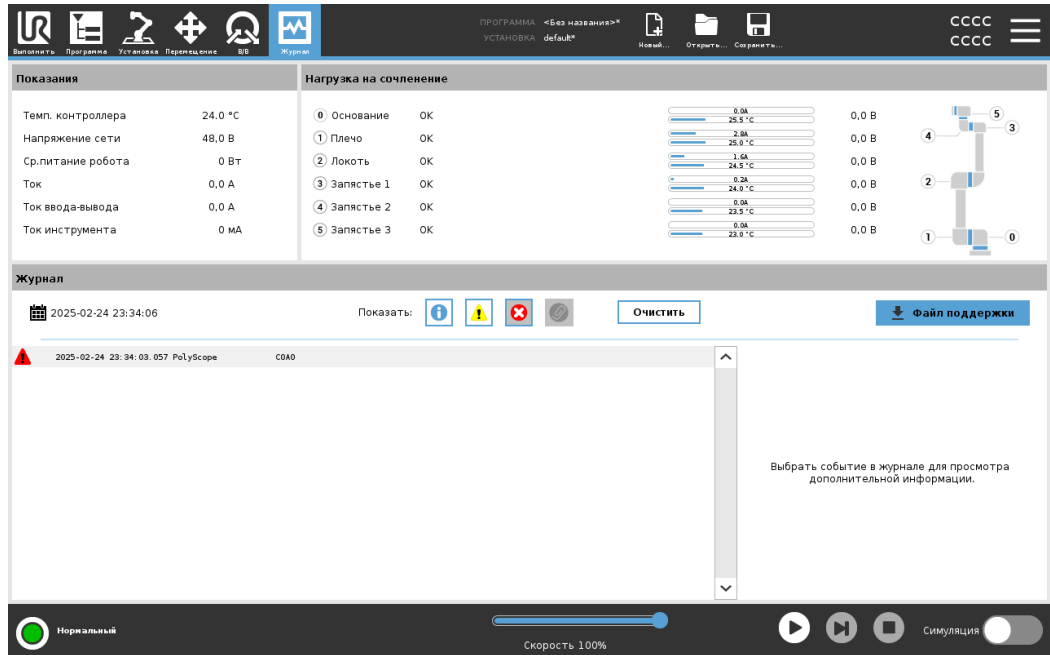 UR
ПРОГРАММА <Без названия>*
УСТАНОВКА default*
Выполнить Программа Установка Перемещение В/В Журнал
Новый... Открыть... Сохранить...
CCCC
CCCC
Показания
Темп. контроллера 24.0 °C
Напряжение сети 48,0 В
Ср.питание робота 0 Вт
Ток 0,0 А
Ток ввода-вывода 0,0 А
Ток инструмента 0 мА
Нагрузка на сочленение
0 Основание OK 0.0A 25.5 °C 0,0 В
1 Плечо OK 2.8A 25.0 °C 0,0 В
2 Локоть OK 1.6A 24.5 °C 0,0 В
3 Запястье 1 OK 0.2A 24.0 °C 0,0 В
4 Запястье 2 OK 0.0A 23.5 °C 0,0 В
5 Запястье 3 OK 0.0A 23.0 °C 0,0 В
5
4 3
2
1 0
Журнал
2025-02-24 23:34:06 Показать: Очистить Файл поддержки
2025-02-24 23:34:03.057 PolyScope C0A0
Выбрать событие в журнале для просмотра
дополнительной информации.
Нормальный
Скорость 100%
Симуляция